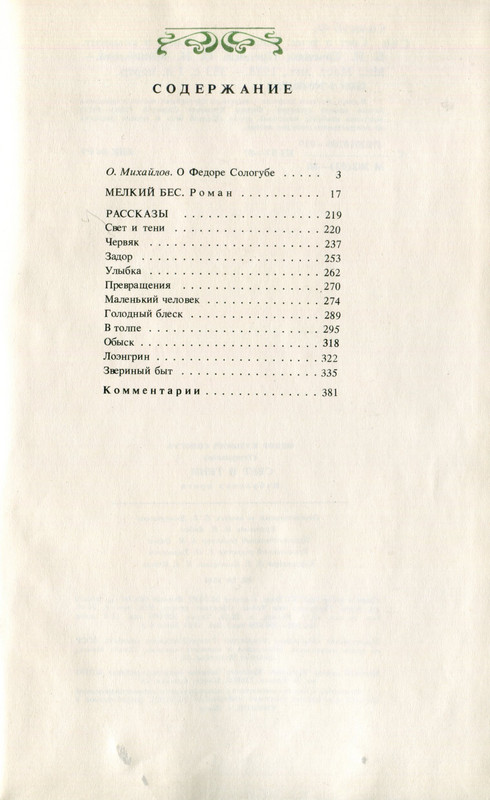 СОДЕРЖАНИЕ
О. Михайлов. О Федоре Сологубе ..... 3
МЕЛКИЙ БЕС. Роман .......... 17
РАССКАЗЫ ................ 219
Свет и тени ................. 220
Червяк .................... 237
Задор ..................... 253
Улыбка .................... 262
Превращения ............... 270
Маленький человек ............ 274
Голодный блеск .............. 289
В толпе .................... 295
Обыск .................... 318
Лоэнгрин ................... 322
Звериный быт ............... 335
Комментарии ............... 381